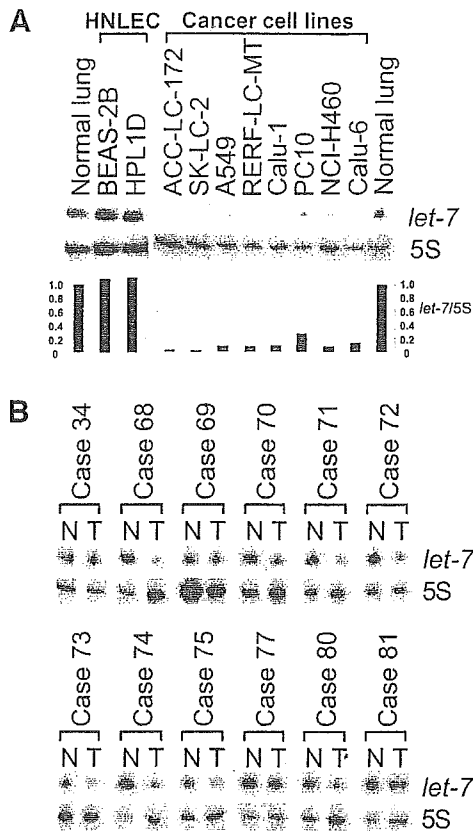 A
HNLEC Cancer cell lines
Normal lung BEAS-2B HPL1D ACC-LC-172 SK-LC-2 A549 RERF-LC-MT Calu-1 PC10 NCI-H460 Calu-6 Normal lung
let-7
5S
1.0 1.0
0.8 0.8
0.6 0.6
0.4 0.4
0.2 0.2
0 0
let-7/5S
B
Case 34 Case 68 Case 69 Case 70 Case 71 Case 72
N T N T N T N T N T N T
let-7
5S
Case 73 Case 74 Case 75 Case 77 Case 80 Case 81
N T N T N T N T N T N T
let-7
5S